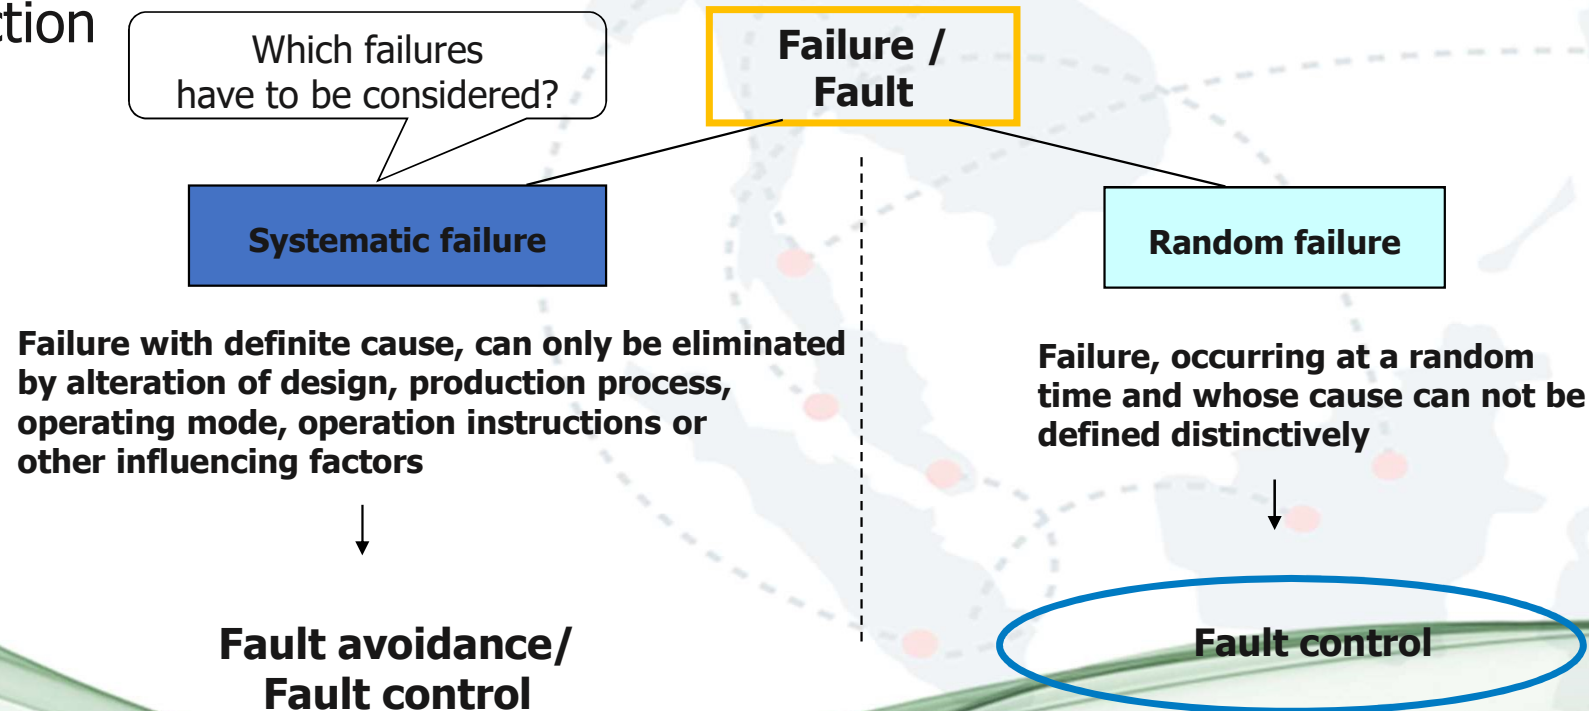 Which failures
have to be considered?
Failure /
Fault
Systematic failure
Random failure
Failure with definite cause, can only be eliminated
by alteration of design, production process,
operating mode, operation instructions or
other influencing factors
Failure, occurring at a random
time and whose cause can not be
defined distinctively
Fault avoidance/
Fault control
Fault control